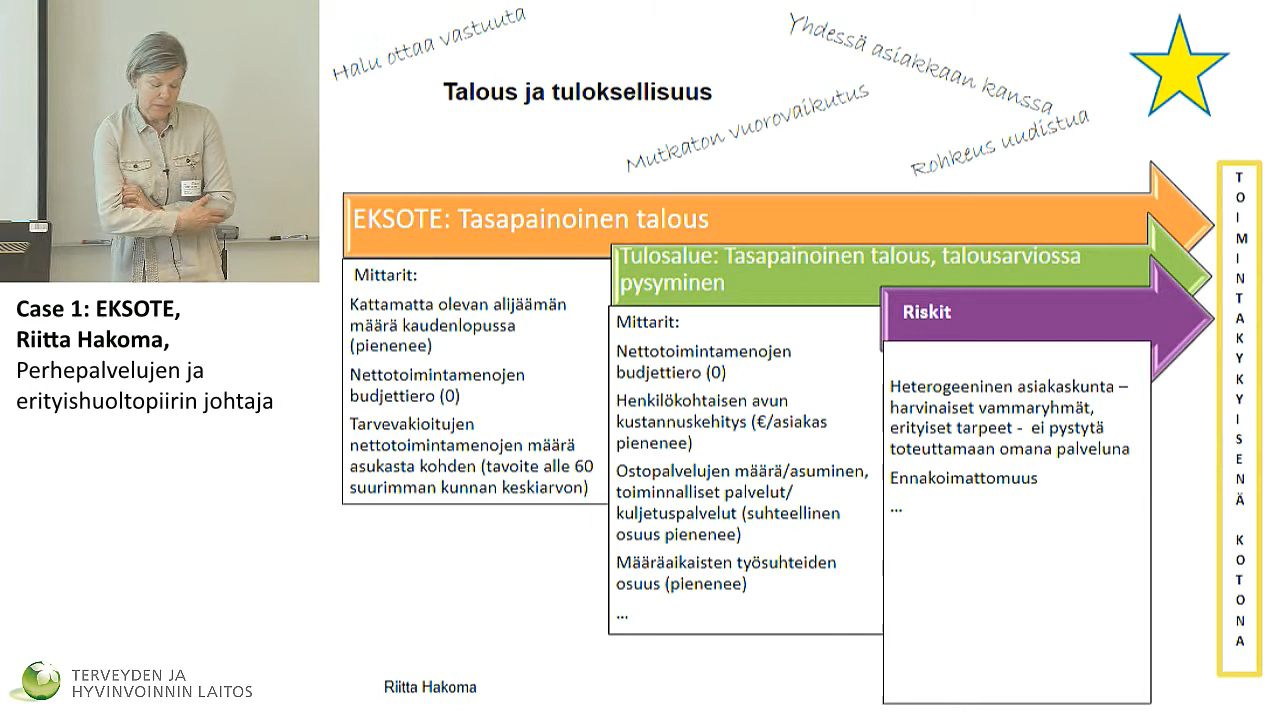 Halu ottaa vastuuta
Yhdessä asiakkaan kanssa
Talous ja tuloksellisuus
Mutkaton vuorovaikutus
Rohkeus uudistua
EKSOTE: Tasapainoinen talous
Mittarit:
Kattamatta olevan alijäämän
määrä kaudenlopussa
(pienenee)
Nettotoimintamenojen
budjettiero (0)
Tarvevakioitujen
nettotoimintamenojen määrä
asukasta kohden (tavoite alle 60
suurimman kunnan keskiarvon)
Tulosalue: Tasapainoinen talous, talousarviossa
pysyminen
Mittarit:
Nettotoimintamenojen
budjettiero (0)
Henkilökohtaisen avun
kustannuskehitys (€/asiakas
pienenee)
Ostopalvelujen määrä/asuminen,
toiminnalliset palvelut/
kuljetuspalvelut (suhteellinen
osuus pienenee)
Määräaikaisten työsuhteiden
osuus (pienenee)
...
Riskit
Heterogeeninen asiakaskunta –
harvinaiset vammaryhmät,
erityiset tarpeet - ei pystytä
toteuttamaan omana palveluna
Ennakoimattomuus
...
TOIMINTAKYKYISENÄ KOTONA
Case 1: EKSOTE,
Riitta Hakoma,
Perhepalvelujen ja
erityishuoltopiirin johtaja
TERVEYDEN JA
HYVINVOINNIN LAITOS
Riitta Hakoma